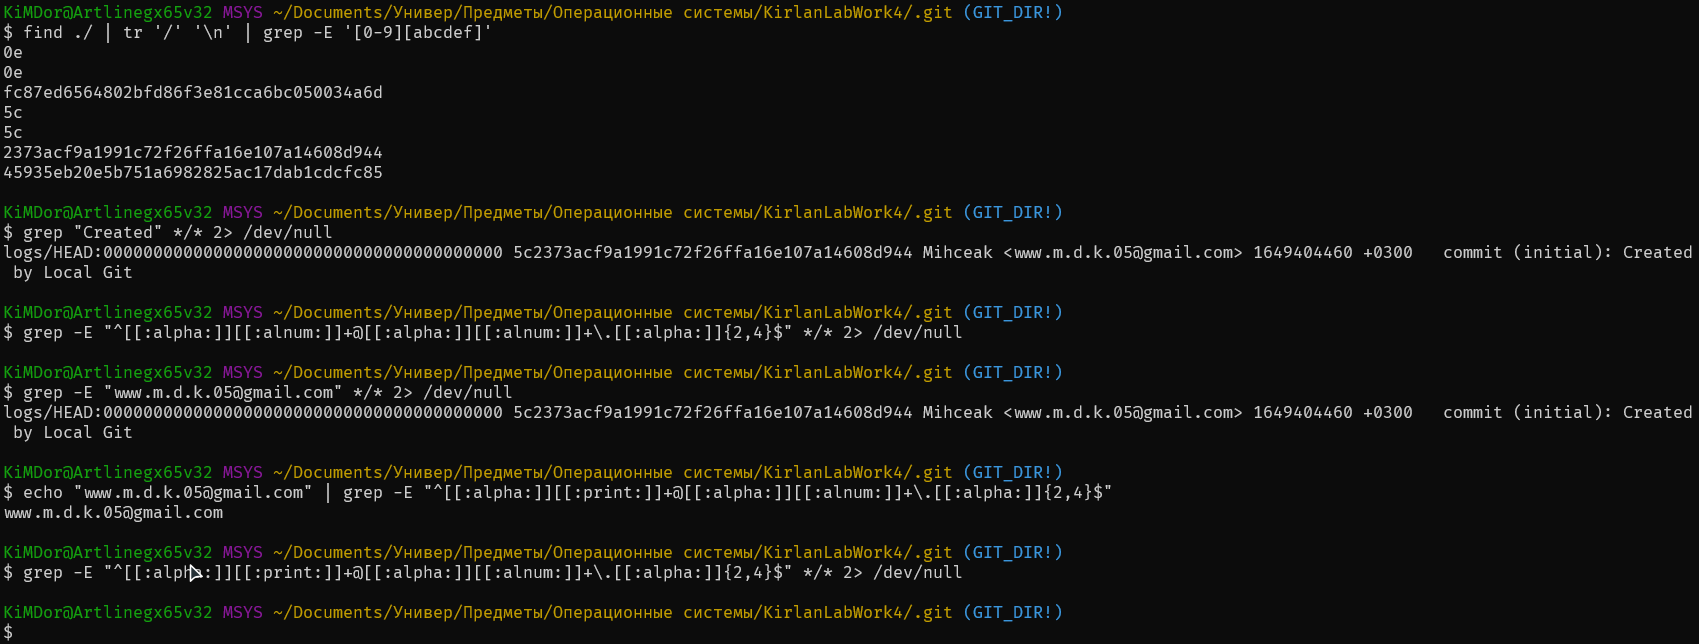 KiMDor@Artlinegx65v32 MSYS ~/Documents/Универ/Предметы/Операционные системы/KirlanLabWork4/.git (GIT_DIR!)
$ find ./ | tr '/' '\n' | grep -E '[0-9][abcdef]'
0e
0e
fc87ed6564802bfd86f3e81cca6bc050034a6d
5c
5c
2373acf9a1991c72f26ffa16e107a14608d944
45935eb20e5b751a6982825ac17dab1cdcfc85
KiMDor@Artlinegx65v32 MSYS ~/Documents/Универ/Предметы/Операционные системы/KirlanLabWork4/.git (GIT_DIR!)
$ grep "Created" */* 2> /dev/null
logs/HEAD:0000000000000000000000000000000000000000 5c2373acf9a1991c72f26ffa16e107a14608d944 Mihceak <www.m.d.k.05@gmail.com> 1649404460 +0300   commit (initial): Created
 by Local Git
KiMDor@Artlinegx65v32 MSYS ~/Documents/Универ/Предметы/Операционные системы/KirlanLabWork4/.git (GIT_DIR!)
$ grep -E "^[[:alpha:]][[:alnum:]]+@[[:alpha:]][[:alnum:]]+\.[[:alpha:]]{2,4}$" */* 2> /dev/null
KiMDor@Artlinegx65v32 MSYS ~/Documents/Универ/Предметы/Операционные системы/KirlanLabWork4/.git (GIT_DIR!)
$ grep -E "www.m.d.k.05@gmail.com" */* 2> /dev/null
logs/HEAD:0000000000000000000000000000000000000000 5c2373acf9a1991c72f26ffa16e107a14608d944 Mihceak <www.m.d.k.05@gmail.com> 1649404460 +0300   commit (initial): Created
 by Local Git
KiMDor@Artlinegx65v32 MSYS ~/Documents/Универ/Предметы/Операционные системы/KirlanLabWork4/.git (GIT_DIR!)
$ echo "www.m.d.k.05@gmail.com" | grep -E "^[[:alpha:]][[:print:]]+@[[:alpha:]][[:alnum:]]+\.[[:alpha:]]{2,4}$"
www.m.d.k.05@gmail.com
KiMDor@Artlinegx65v32 MSYS ~/Documents/Универ/Предметы/Операционные системы/KirlanLabWork4/.git (GIT_DIR!)
$ grep -E "^[[:alpha:]][[:print:]]+@[[:alpha:]][[:alnum:]]+\.[[:alpha:]]{2,4}$" */* 2> /dev/null
KiMDor@Artlinegx65v32 MSYS ~/Documents/Универ/Предметы/Операционные системы/KirlanLabWork4/.git (GIT_DIR!)
$